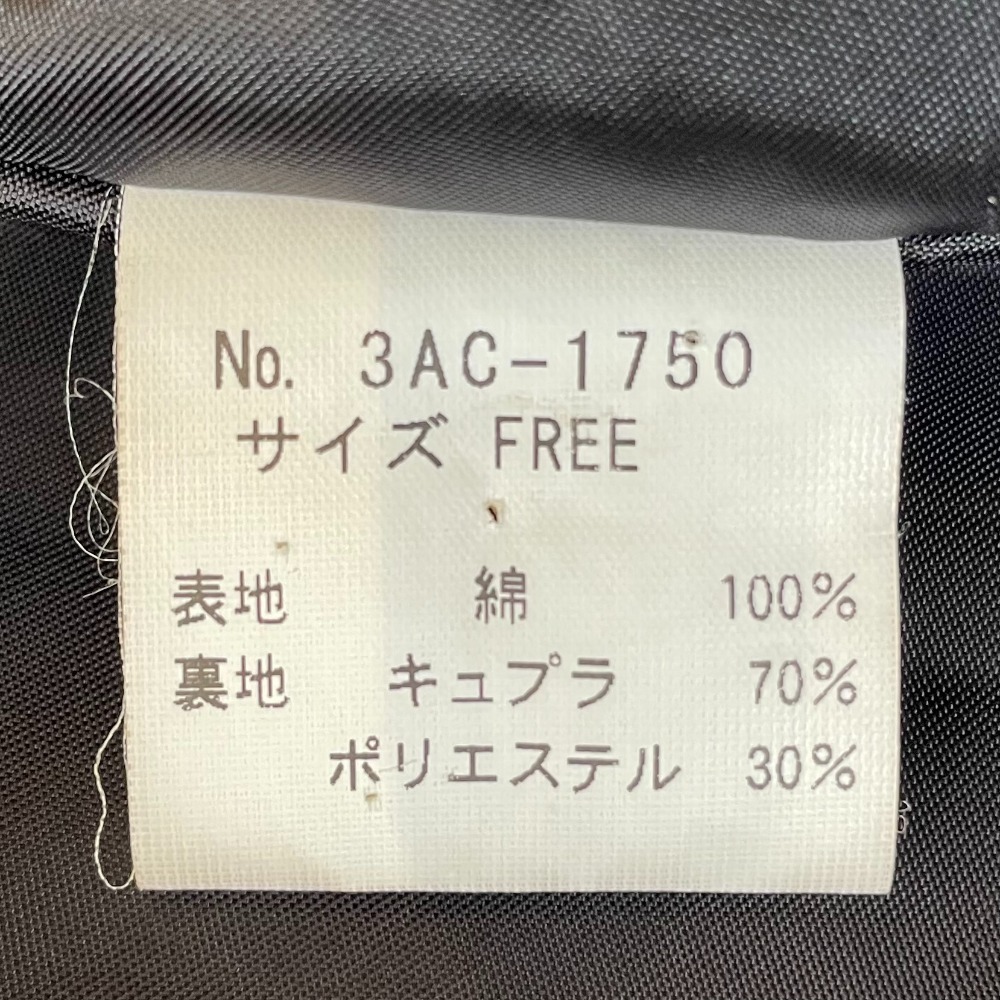 No. 3AC-1750
サイズ FREE
表地 綿 100%
裏地 キュプラ 70%
ポリエステル 30%